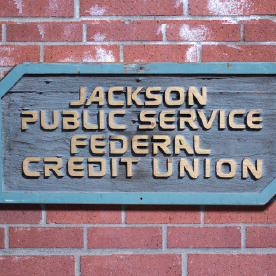 JACKSON
PUBLIC SERVICE
FEDERAL
CREDIT UNION